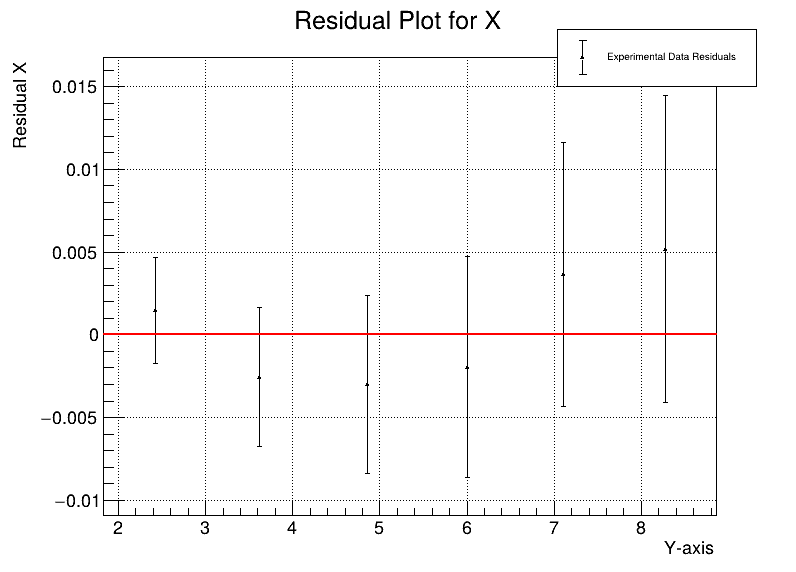 Residual Plot for X
Experimental Data Residuals
Residual X
0.015
0.01
0.005
0
−0.005
−0.01
2 3 4 5 6 7 8
Y-axis